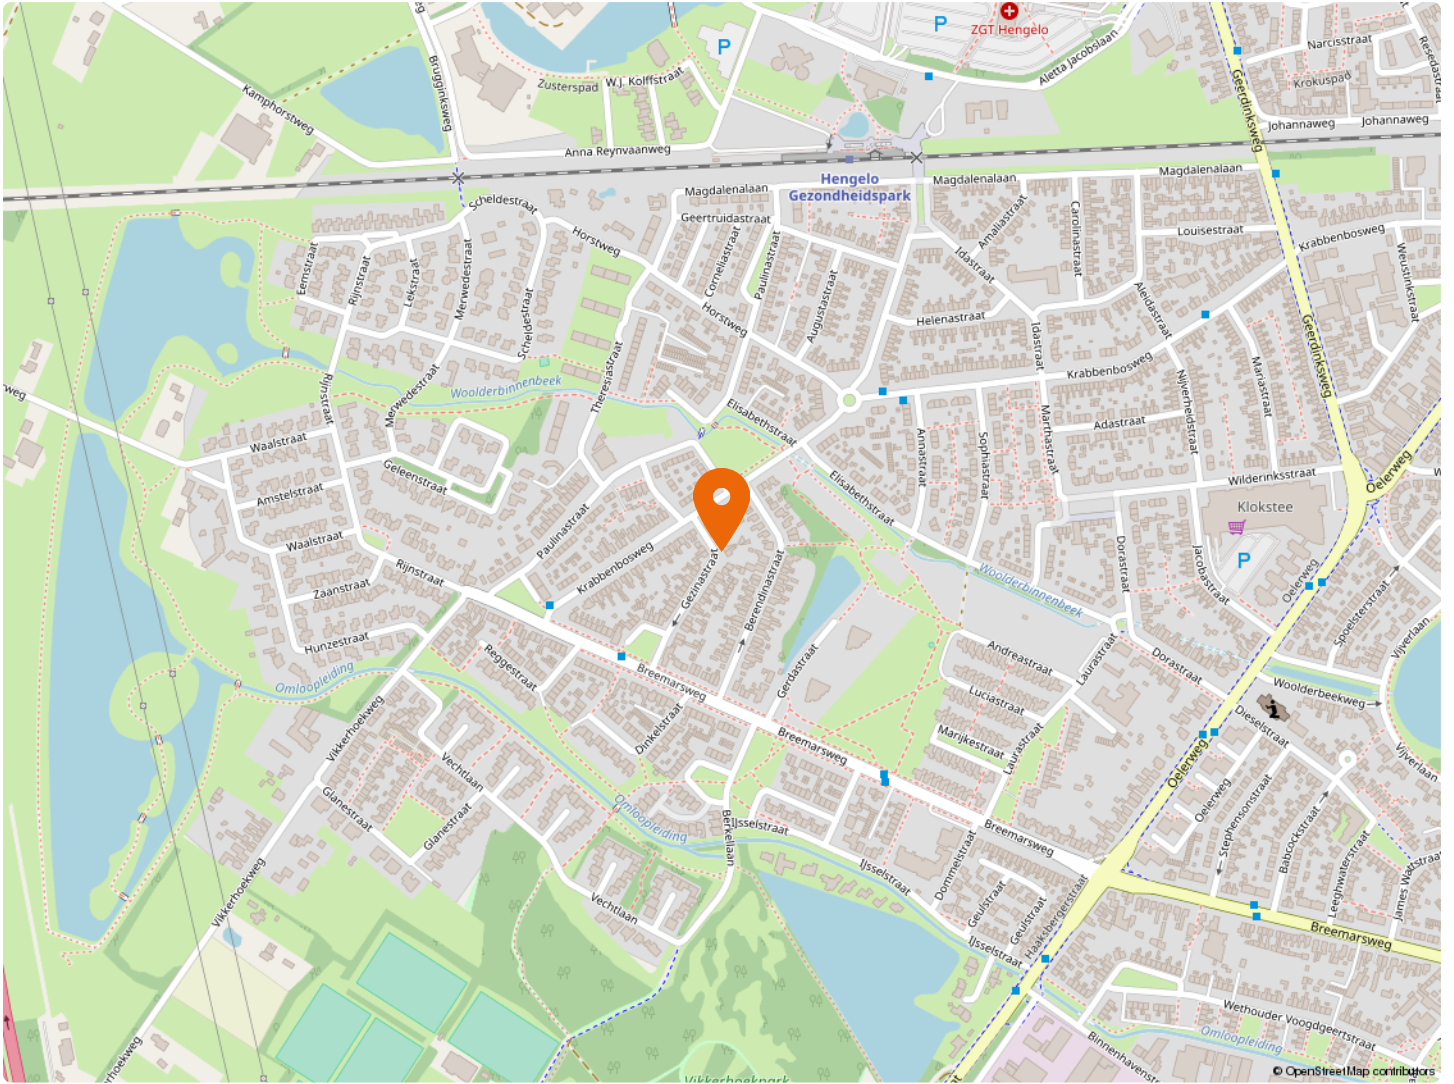 P
P
ZGT Hengelo
Aletta Jacobslaan
Narcisstraat
Resedastraat
Krokuspad
Johannaweg
Johannaweg
Geerdinksweg
Brugginksweg
Kamphorstweg
Zusterspad
W.J. Kolffstraat
Anna Reynvaanweg
Hengelo
Gezondheidspark
Magdalenalaan
Magdalenalaan
Magdalenalaan
Geertruidastraat
Scheldestraat
Horstweg
Corneliastraat
Paulinastraat
Augustastraat
Amaliastraat
Idastraat
Carolinastraat
Louisestraat
Krabbenbosweg
Weustinkstraat
Eemstraat
Rijnstraat
Lekstraat
Merwedestraat
Scheldestraat
Horstweg
Helenastraat
Idastraat
Aleidastraat
Geerdinksweg
Theresiastraat
Woolderbinnenbeek
Rijnstraat
Merwedestraat
Elisabethstraat
Krabbenbosweg
Mariastraat
Nijverheidstraat
Adastraat
Marthastraat
Annastraat
Sophiastraat
Waalstraat
Geleenstraat
Amstelstraat
Elisabethstraat
Wilderinksstraat
Oelerweg
Klokstee
P
Paulinastraat
Waalstraat
Rijnstraat
Zaanstraat
Krabbenbosweg
Gezinastraat
Berendinastraat
Woolderbinnenbeek
Dorastraat
Jacobastraat
Oelerweg
Spoelsterstraat
Vijverlaan
Hunzestraat
Omloopleiding
Reggestraat
Breemarsweg
Gerdastraat
Andreastraat
Laurastraat
Dorastraat
Luciastraat
Woolderbeekweg
Dieselstraat
Vikkerhoekweg
Dinkelstraat
Breemarsweg
Marijkestraat
Laurastraat
Oelerweg
Vijverlaan
Vechtlaan
Glanestraat
Glanestraat
Omloopleiding
Berkellaan
IJsselstraat
Breemarsweg
Oelerweg
Stephensonstraat
Babcockstraat
Leeghwaterstraat
James Wattstraat
IJsselstraat
Dommelstraat
Geulstraat
Geulstraat
Haaksbergerstraat
Vikkerhoekweg
Vechtlaan
IJsselstraat
Breemarsweg
Wethouder Voogdgeertstraat
Omloopleiding
Binnenhavenstr
Vikkerhoekpark
© OpenStreetMap contributors